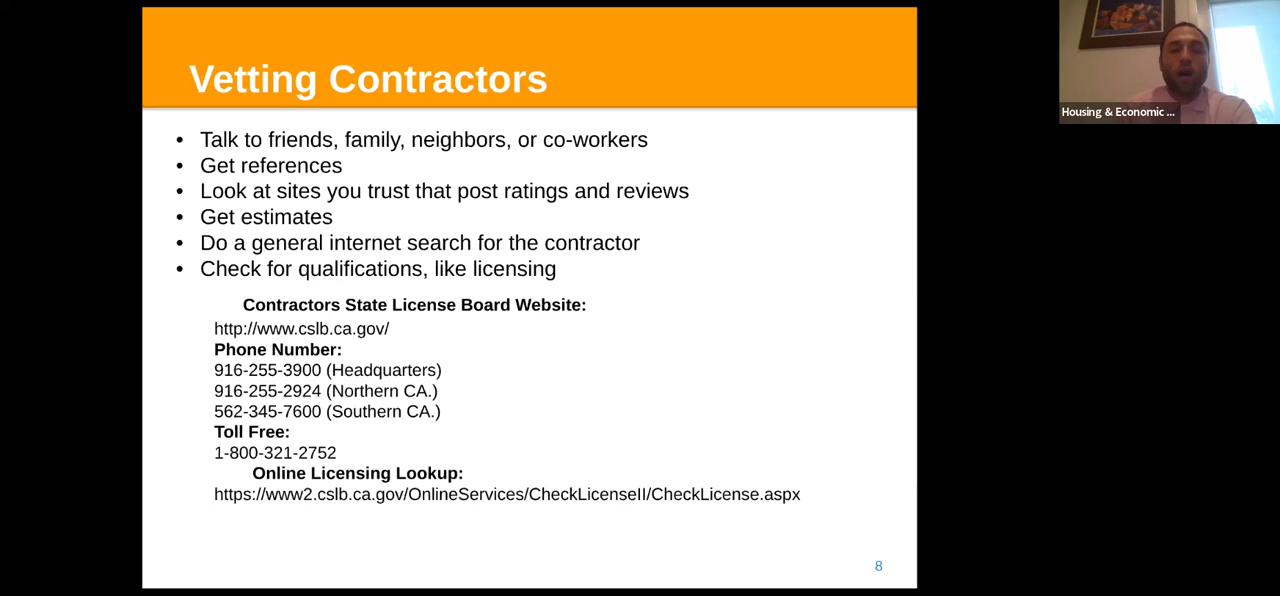 Vetting Contractors
• Talk to friends, family, neighbors, or co-workers
• Get references
• Look at sites you trust that post ratings and reviews
• Get estimates
• Do a general internet search for the contractor
• Check for qualifications, like licensing
Contractors State License Board Website:
http://www.cslb.ca.gov/
Phone Number:
916-255-3900 (Headquarters)
916-255-2924 (Northern CA.)
562-345-7600 (Southern CA.)
Toll Free:
1-800-321-2752
Online Licensing Lookup:
https://www2.cslb.ca.gov/OnlineServices/CheckLicenseII/CheckLicense.aspx
8
Housing & Economic ...